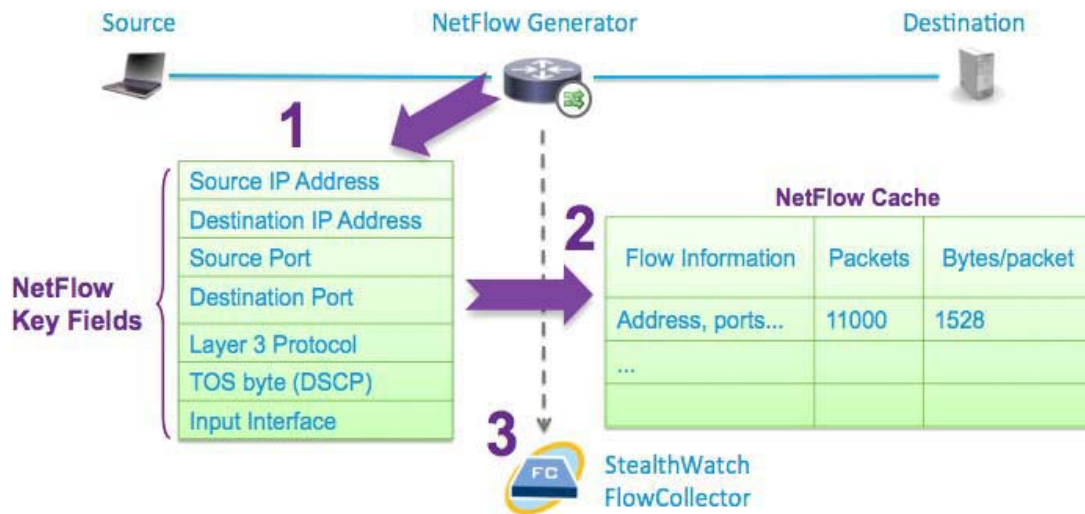 Source
NetFlow Generator
Destination
1
Source IP Address
Destination IP Address
Source Port
Destination Port
Layer 3 Protocol
TOS byte (DSCP)
Input Interface
NetFlow
Key Fields
2
NetFlow Cache
Flow Information Packets Bytes/packet
Address, ports... 11000 1528
...
3
FC
StealthWatch
FlowCollector